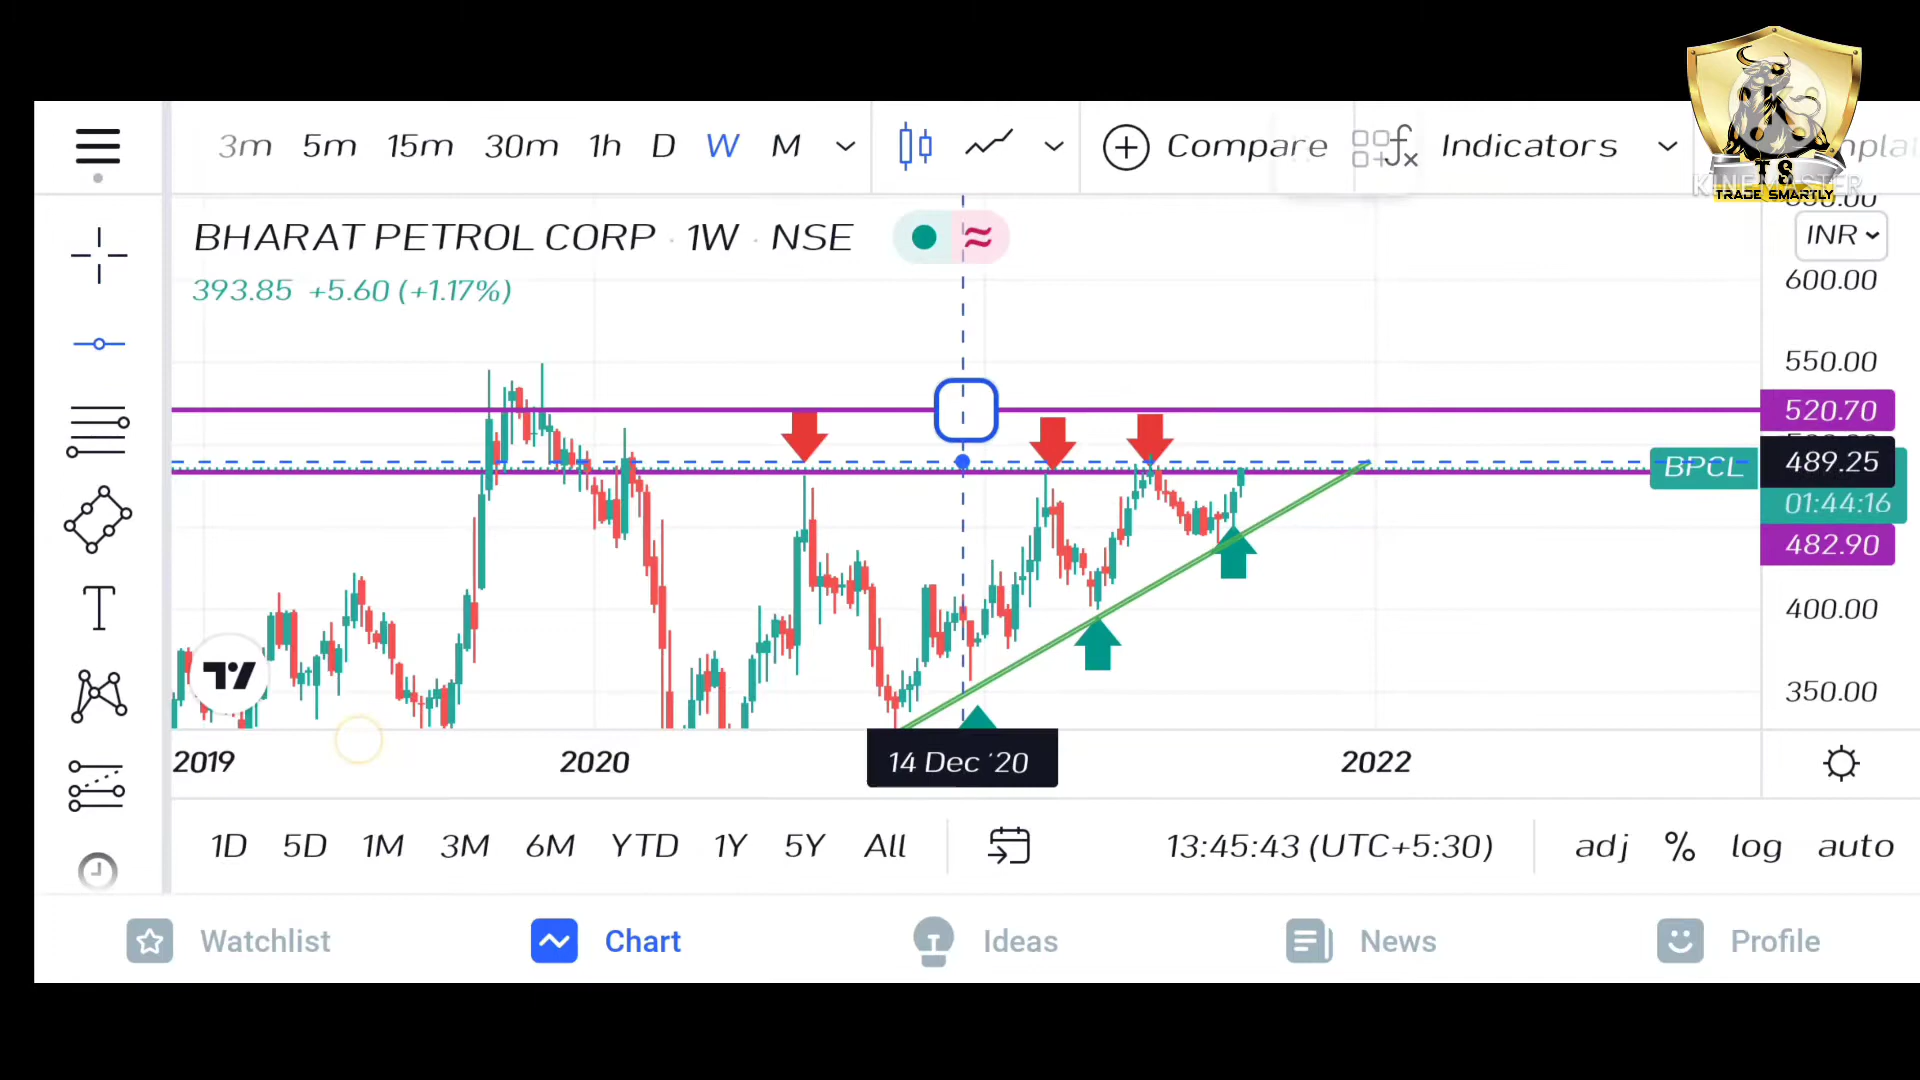 3m 5m 15m 30m 1h D W M Compare Indicators
TS
KINEMASTER
TRADE SMARTLY
BHARAT PETROL CORP · 1W · NSE
INR
393.85 +5.60 (+1.17%)
600.00
550.00
520.70
BPCL 489.25
01:44:16
482.90
400.00
350.00
2019 2020 14 Dec '20 2022
1D 5D 1M 3M 6M YTD 1Y 5Y All 13:45:43 (UTC+5:30) adj % log auto
Watchlist Chart Ideas News Profile